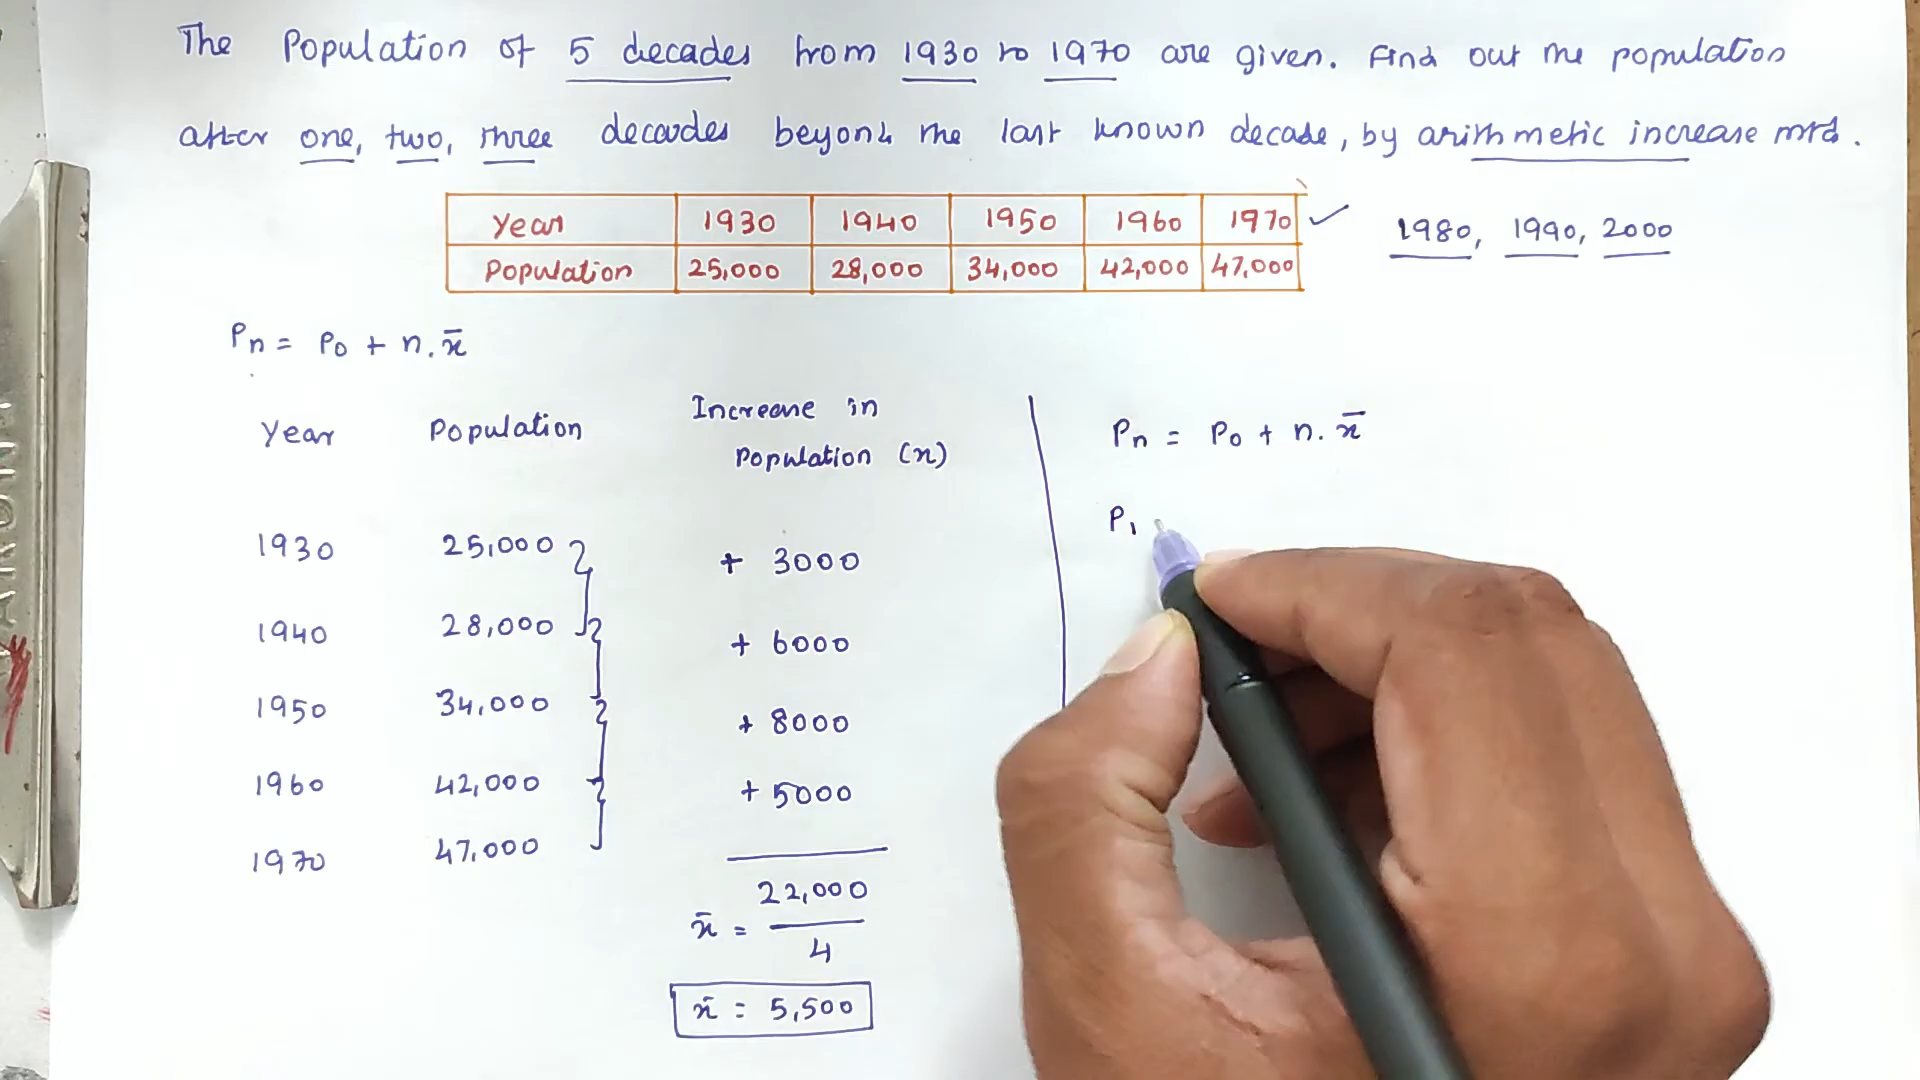 The Population of 5 decades from 1930 to 1970 are given. Find out the population
after one, two, three decades beyond the last known decade, by arithmetic increase mtd.
Year 1930 1940 1950 1960 1970 ✓
Population 25,000 28,000 34,000 42,000 47,000
1980, 1990, 2000
Pn = P0 + n.x̄
Year Population Increase in Population (x)
1930 25,000 + 3000
1940 28,000 + 6000
1950 34,000 + 8000
1960 42,000 + 5000
1970 47,000
x̄ = 22,000 / 4
x̄ = 5,500
Pn = P0 + n.x̄
P1